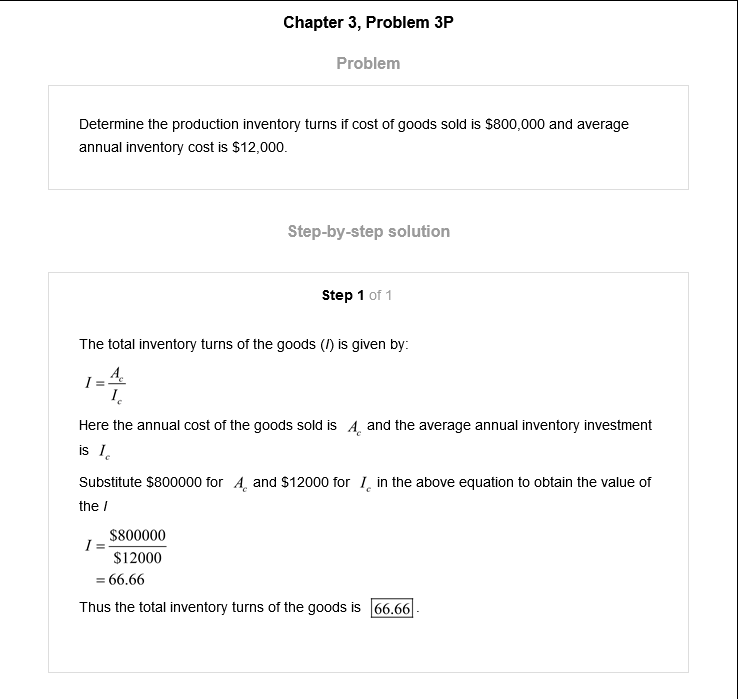 Chapter 3, Problem 3P
Problem
Determine the production inventory turns if cost of goods sold is $800,000 and average
annual inventory cost is $12,000.
Step-by-step solution
Step 1 of 1
The total inventory turns of the goods (I) is given by:
I = A_c / I_c
Here the annual cost of the goods sold is A_c and the average annual inventory investment
is I_c
Substitute $800000 for A_c and $12000 for I_c in the above equation to obtain the value of
the I
I = $800000 / $12000
= 66.66
Thus the total inventory turns of the goods is 66.66.